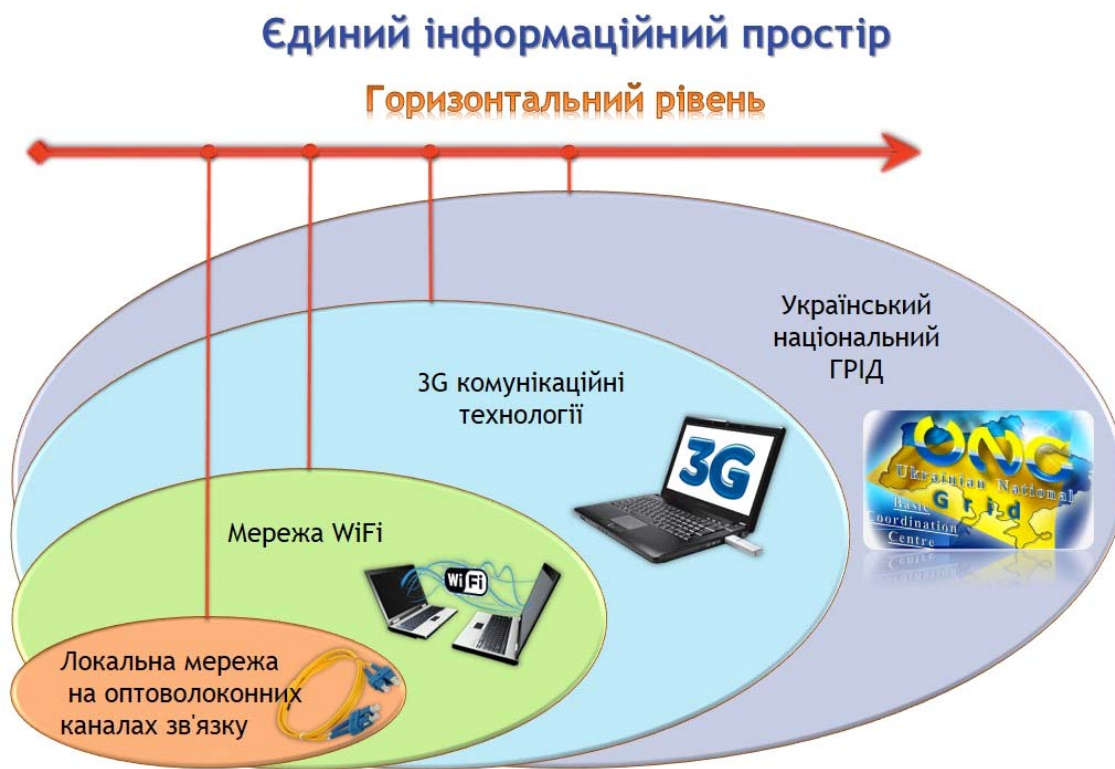 Єдиний інформаційний простір
Горизонтальний рівень
Український
національний
ГРІД
3G комунікаційні
технології
3G
UNG
Ukrainian National
Grid
Basic
Coordination
Centre
Мережа WiFi
WiFi
Локальна мережа
на оптоволоконних
каналах зв'язку